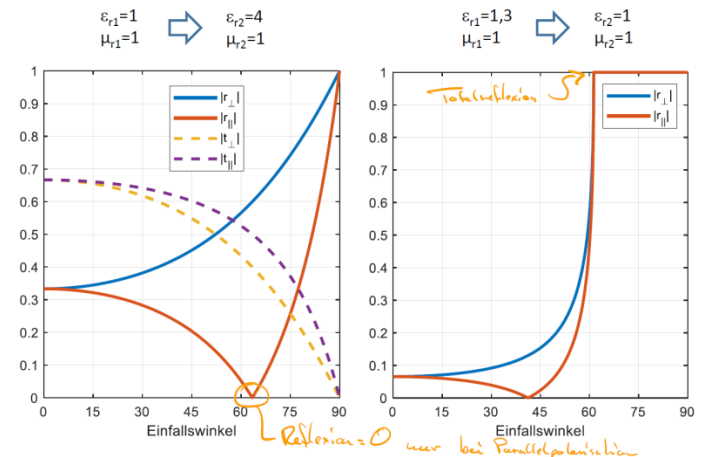 εr1=1 εr2=4
μr1=1 μr2=1
εr1=1,3 εr2=1
μr1=1 μr2=1
1
0.9
0.8
0.7
0.6
0.5
0.4
0.3
0.2
0.1
0
|r⊥|
|r|||
|t⊥|
|t|||
0 15 30 45 60 75 90
Einfallswinkel
1
0.9
0.8
0.7
0.6
0.5
0.4
0.3
0.2
0.1
0
Totalreflexion
|r⊥|
|r|||
0 15 30 45 60 75 90
Einfallswinkel
Reflexion=0 nur bei Parallelpolarisation